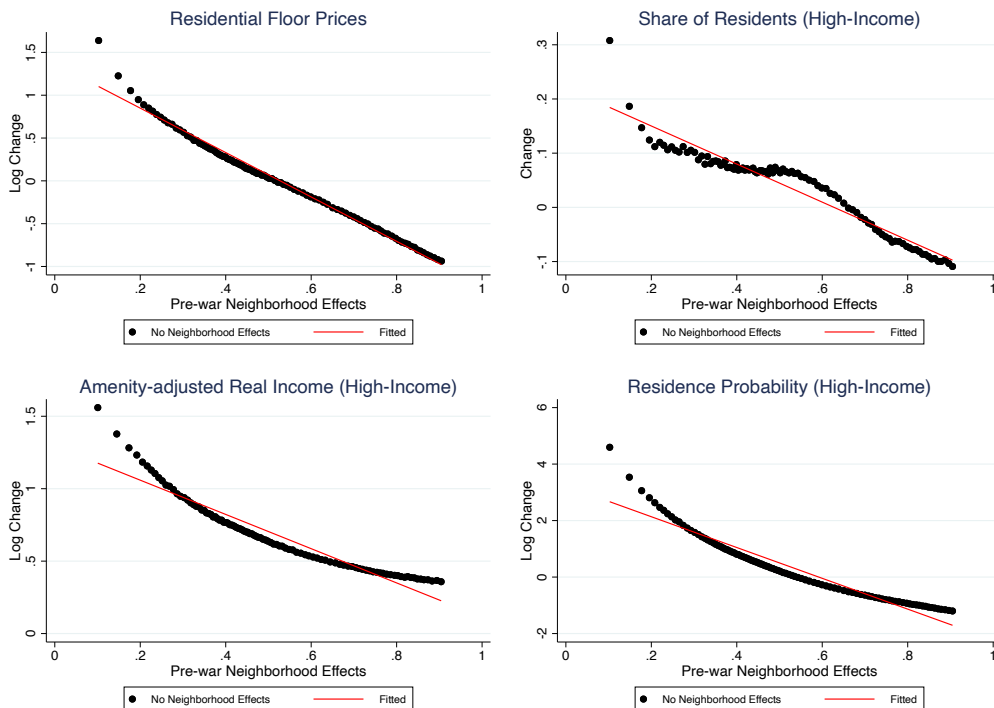 Residential Floor Prices
Log Change
1.5
1
.5
0
-.5
-1
0 .2 .4 .6 .8 1
Pre-war Neighborhood Effects
No Neighborhood Effects Fitted
Share of Residents (High-Income)
Change
.3
.2
.1
0
-.1
0 .2 .4 .6 .8 1
Pre-war Neighborhood Effects
No Neighborhood Effects Fitted
Amenity-adjusted Real Income (High-Income)
Log Change
1.5
1
.5
0
0 .2 .4 .6 .8 1
Pre-war Neighborhood Effects
No Neighborhood Effects Fitted
Residence Probability (High-Income)
Log Change
6
4
2
0
-2
0 .2 .4 .6 .8 1
Pre-war Neighborhood Effects
No Neighborhood Effects Fitted